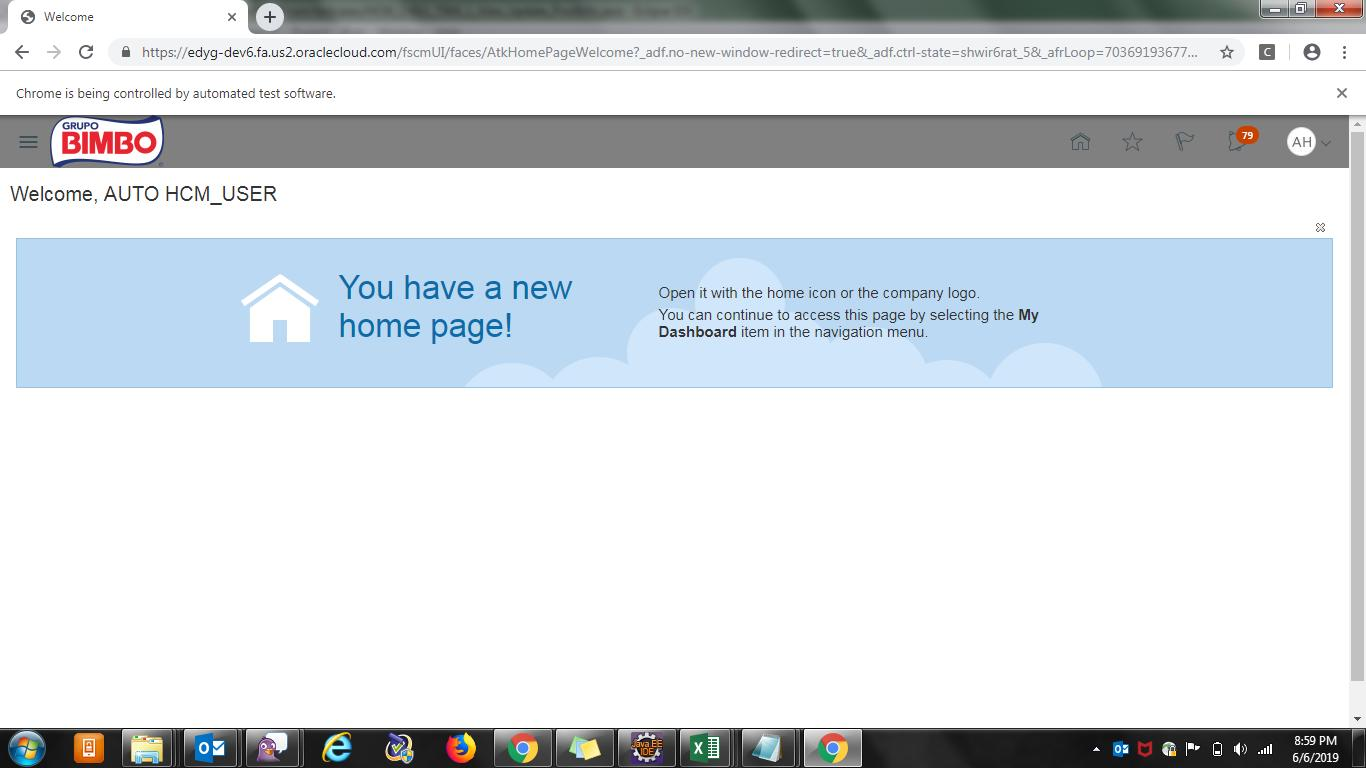 Welcome
https://edyg-dev6.fa.us2.oraclecloud.com/fscmUI/faces/AtkHomePageWelcome?_adf.no-new-window-redirect=true&_adf.ctrl-state=shwir6rat_5&_afrLoop=70369193677...
C
Chrome is being controlled by automated test software.
GRUPO
BIMBO
79
AH
Welcome, AUTO HCM_USER
You have a new
home page!
Open it with the home icon or the company logo.
You can continue to access this page by selecting the My
Dashboard item in the navigation menu.
Java EE
IDE
8:59 PM
6/6/2019